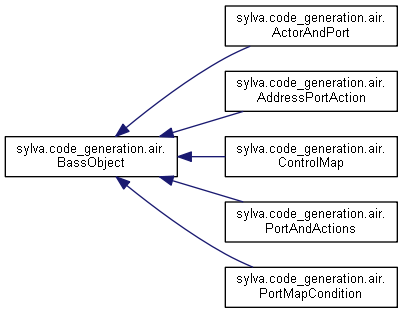 sylva.code_generation.air.
ActorAndPort
sylva.code_generation.air.
AddressPortAction
sylva.code_generation.air.
BassObject
sylva.code_generation.air.
ControlMap
sylva.code_generation.air.
PortAndActions
sylva.code_generation.air.
PortMapCondition